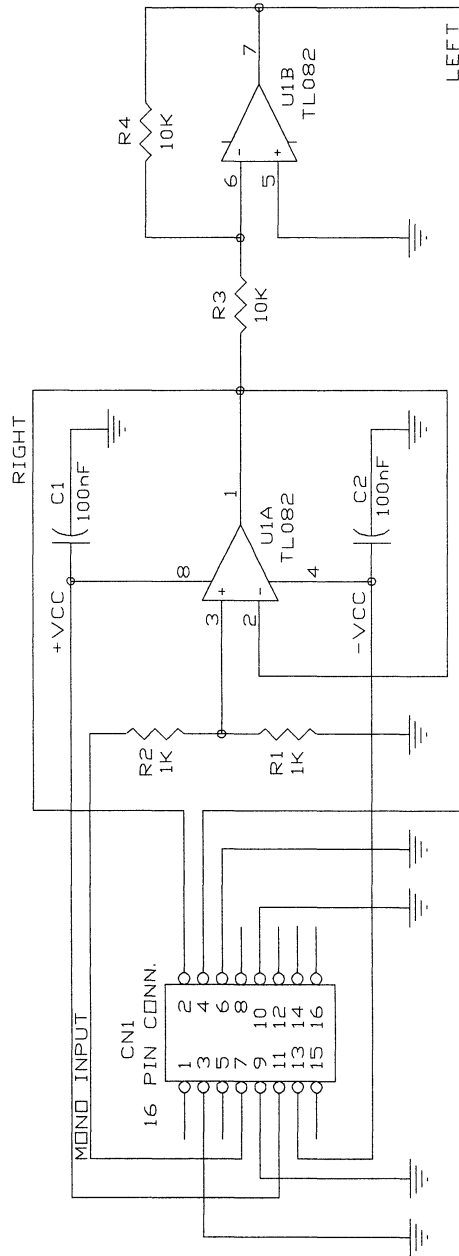 MONO INPUT
CN1
16 PIN CONN.
1 2
3 4
5 6
7 8
9 10
11 12
13 14
15 16
RIGHT
+VCC
C1
100nF
R2
1K
R1
1K
3
2
8
4
1
U1A
TL082
-VCC
C2
100nF
R3
10K
R4
10K
6
5
7
U1B
TL082
LEFT
+
-
-
+